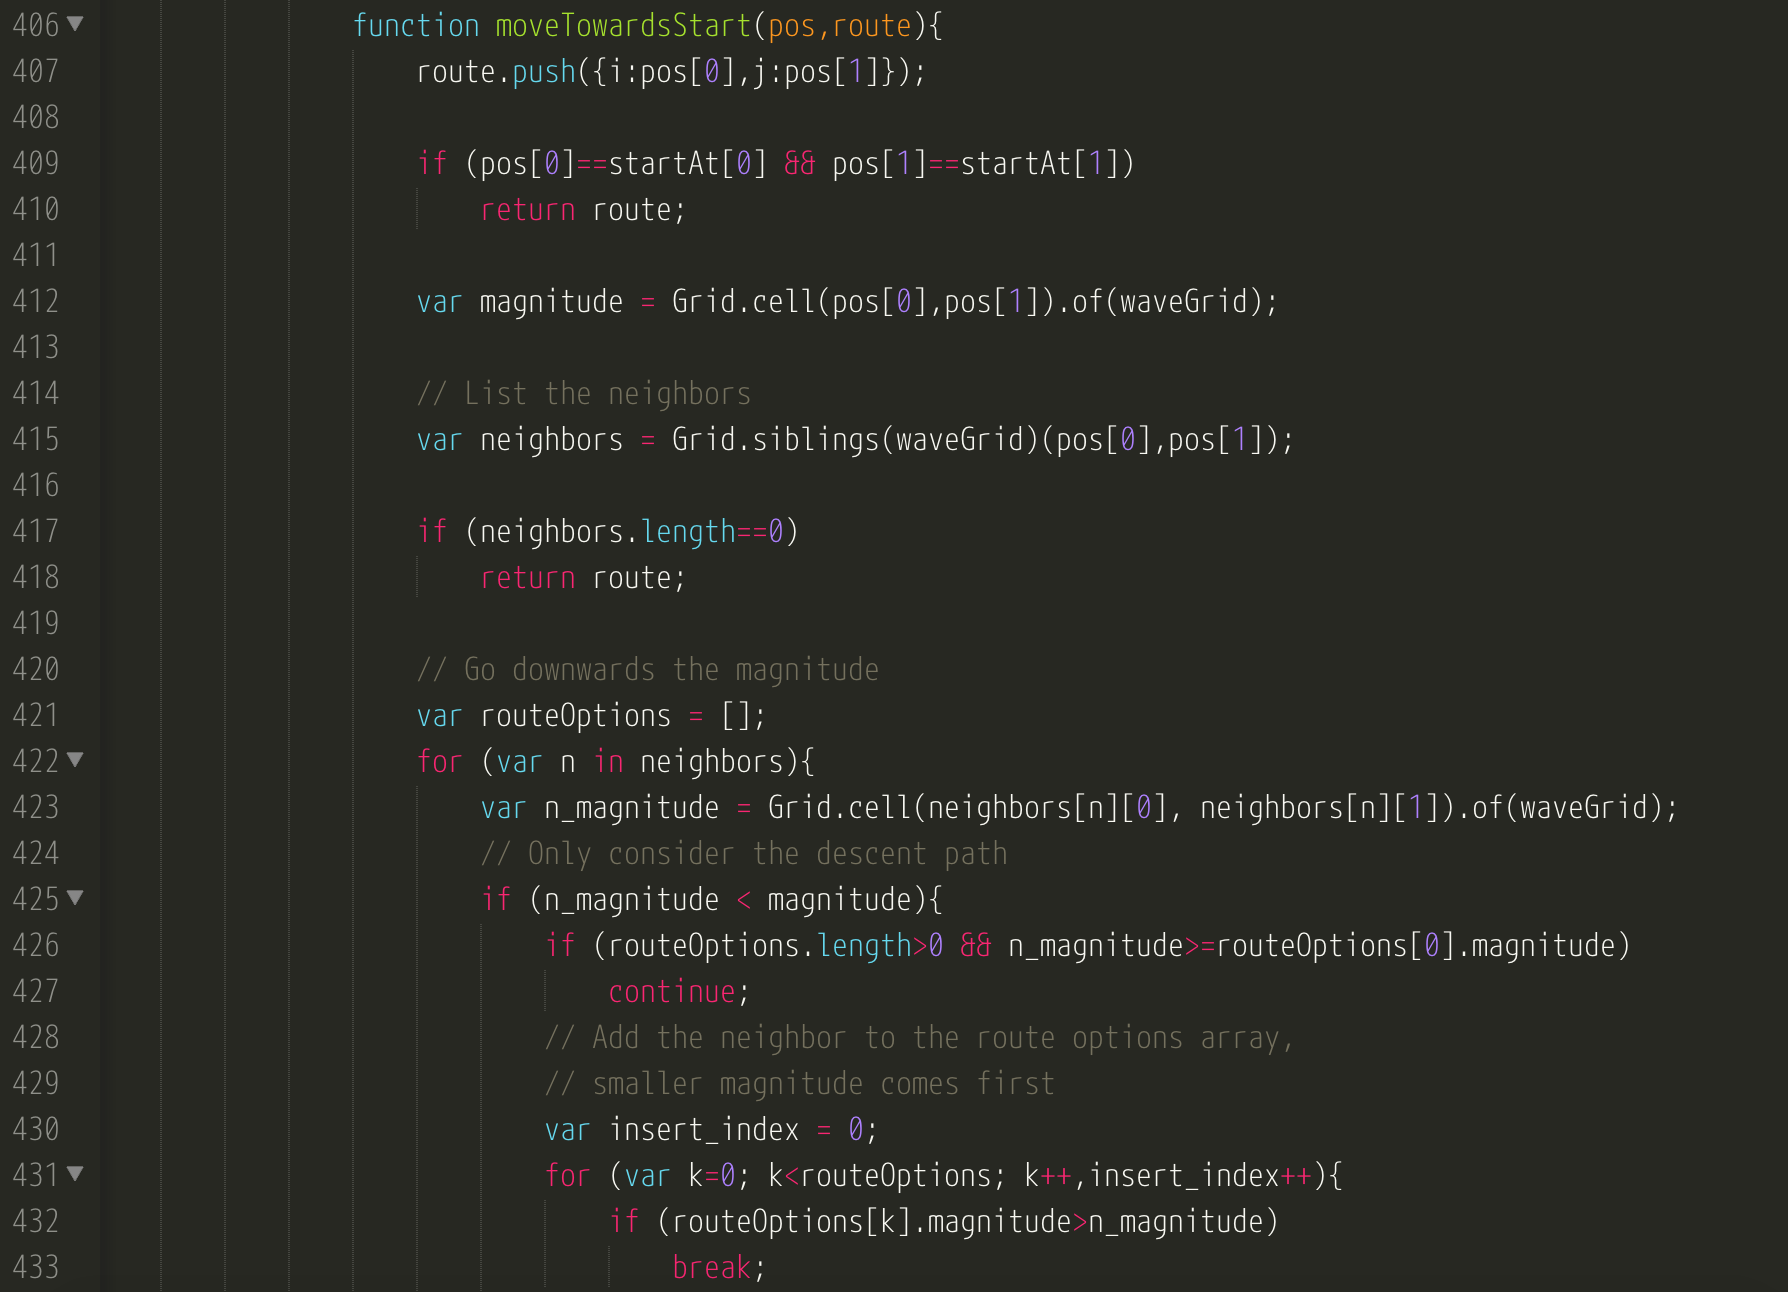 406 function moveTowardsStart(pos,route){
407 route.push({i:pos[0],j:pos[1]});
408
409 if (pos[0]==startAt[0] && pos[1]==startAt[1])
410 return route;
411
412 var magnitude = Grid.cell(pos[0],pos[1]).of(waveGrid);
413
414 // List the neighbors
415 var neighbors = Grid.siblings(waveGrid)(pos[0],pos[1]);
416
417 if (neighbors.length==0)
418 return route;
419
420 // Go downwards the magnitude
421 var routeOptions = [];
422 for (var n in neighbors){
423 var n_magnitude = Grid.cell(neighbors[n][0], neighbors[n][1]).of(waveGrid);
424 // Only consider the descent path
425 if (n_magnitude < magnitude){
426 if (routeOptions.length>0 && n_magnitude>=routeOptions[0].magnitude)
427 continue;
428 // Add the neighbor to the route options array,
429 // smaller magnitude comes first
430 var insert_index = 0;
431 for (var k=0; k<routeOptions; k++,insert_index++){
432 if (routeOptions[k].magnitude>n_magnitude)
433 break;